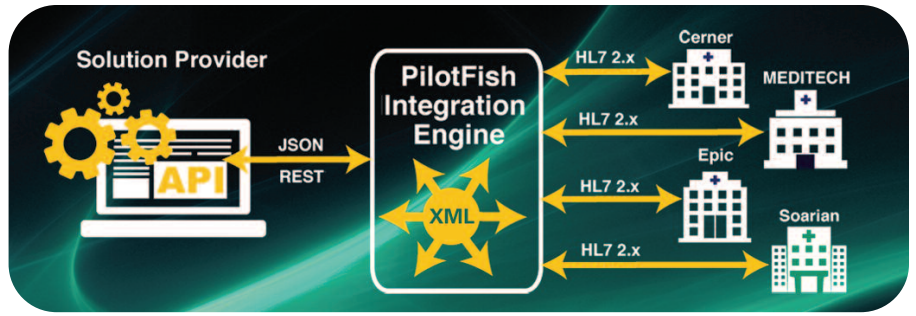 Solution Provider
API
JSON
REST
PilotFish
Integration
Engine
XML
HL7 2.x
Cerner
HL7 2.x
MEDITECH
HL7 2.x
Epic
HL7 2.x
Soarian